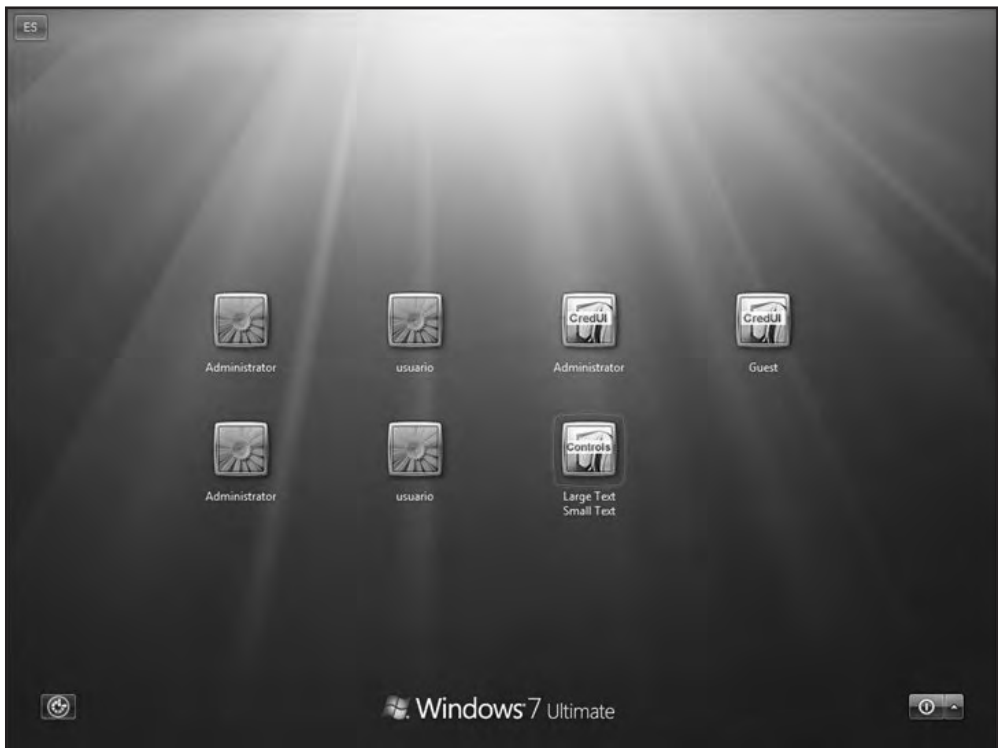 ES
CredUI
CredUI
Administrator
usuario
Administrator
Guest
Controls
Administrator
usuario
Large Text
Small Text
Windows 7 Ultimate